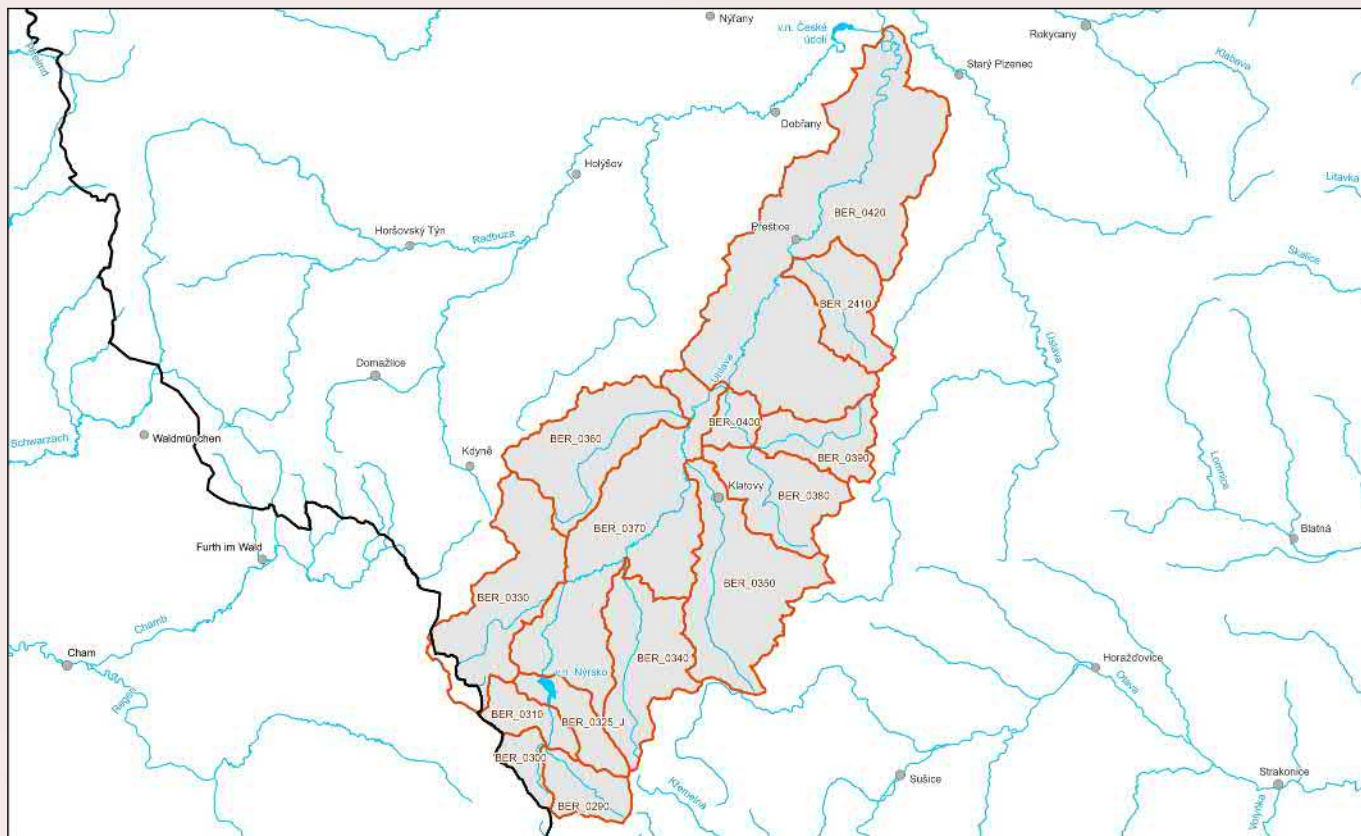 Nýřany
v.n. České
údolí
Rokycany
Klabava
Starý Plzenec
Dobřany
Holýšov
Litavka
BER_0420
Přeštice
Horšovský Týn
Radbuza
Skalice
BER_2410
Úslava
Domažlice
Úhlava
BER_0400
Schwarzach
Waldmünchen
BER_0360
BER_0390
Kdyně
Lomnice
Klatovy
BER_0380
BER_0370
Blatná
Furth im Wald
BER_0350
BER_0330
Chamb
Cham
BER_0340
Horažďovice
v.n. Nýrsko
Otava
Regen
BER_0310
BER_0325_J
BER_0300
Sušice
Strakonice
Křemelná
BER_0290
Volyňka